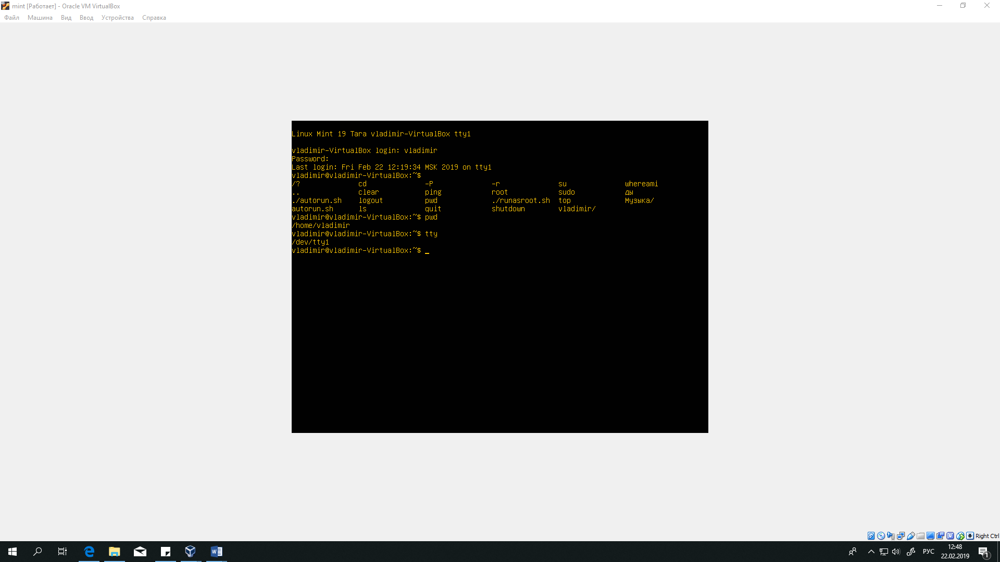 mint [Работает] - Oracle VM VirtualBox
Файл Машина Вид Ввод Устройства Справка
Linux Mint 19 Tara vladimir-VirtualBox tty1
vladimir-VirtualBox login: vladimir
Password:
Last login: Fri Feb 22 12:19:34 MSK 2019 on tty1
vladimir@vladimir-VirtualBox:~$
/? cd -P -r su whereami
.. clear ping root sudo ды
./autorun.sh logout pwd ./runasroot.sh top Музыка/
autorun.sh ls quit shutdown vladimir/
vladimir@vladimir-VirtualBox:~$ pwd
/home/vladimir
vladimir@vladimir-VirtualBox:~$ tty
/dev/tty1
vladimir@vladimir-VirtualBox:~$ _
Right Ctrl
РУС 12:48
22.02.2019
1